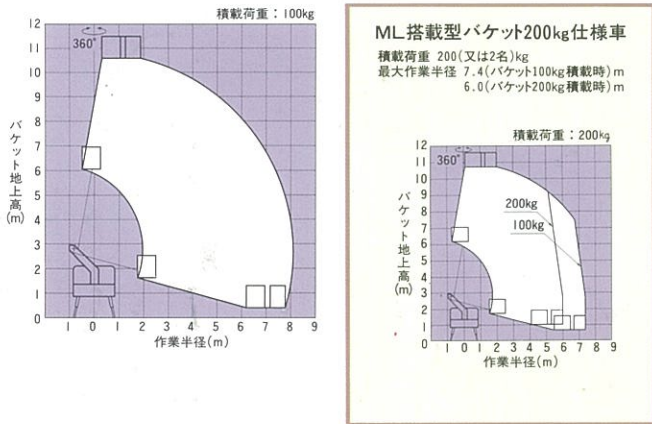 積載荷重：100kg
360°
12
11
10
9
8
7
6
5
4
3
2
1
0
バケット地上高(m)
1 0 1 2 3 4 5 6 7 8 9
作業半径(m)
ML搭載型バケット200kg仕様車
積載荷重 200(又は2名)kg
最大作業半径 7.4(バケット100kg積載時)m
6.0(バケット200kg積載時)m
積載荷重：200kg
360°
200kg
100kg
12
11
10
9
8
7
6
5
4
3
2
1
0
バケット地上高(m)
1 0 1 2 3 4 5 6 7 8 9
作業半径(m)